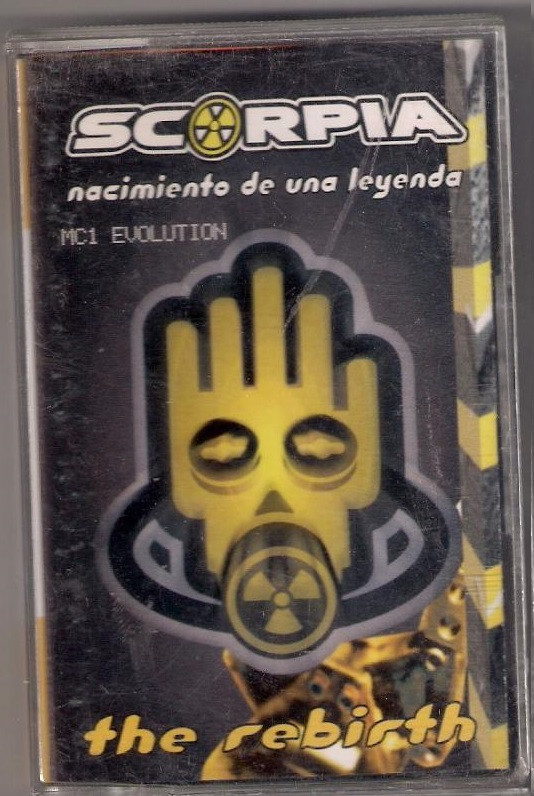 SCORPIA
nacimiento de una leyenda
MC1 EVOLUTION
the rebirth